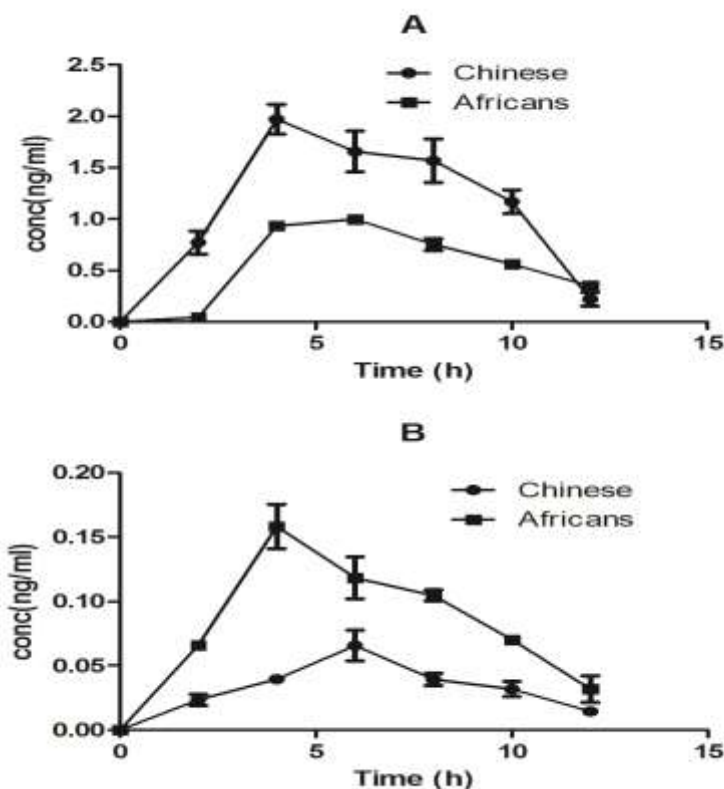 A
Chinese
Africans
conc(ng/ml)
2.5
2.0
1.5
1.0
0.5
0.0
0 5 10 15
Time (h)
B
Chinese
Africans
conc(ng/ml)
0.20
0.15
0.10
0.05
0.00
0 5 10 15
Time (h)